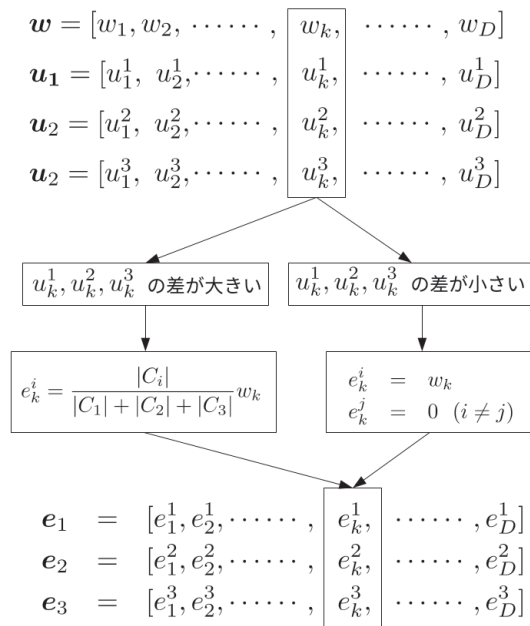 w = [w_1, w_2, ⋯⋯ , w_k, ⋯⋯ , w_D]
u_1 = [u_1^1, u_2^1, ⋯⋯ , u_k^1, ⋯⋯ , u_D^1]
u_2 = [u_1^2, u_2^2, ⋯⋯ , u_k^2, ⋯⋯ , u_D^2]
u_2 = [u_1^3, u_2^3, ⋯⋯ , u_k^3, ⋯⋯ , u_D^3]
u_k^1, u_k^2, u_k^3 の差が大きい
u_k^1, u_k^2, u_k^3 の差が小さい
e_k^i = |C_i| / (|C_1| + |C_2| + |C_3|) w_k
e_k^i = w_k
e_k^j = 0 (i ≠ j)
e_1 = [e_1^1, e_2^1, ⋯⋯ , e_k^1, ⋯⋯ , e_D^1]
e_2 = [e_1^2, e_2^2, ⋯⋯ , e_k^2, ⋯⋯ , e_D^2]
e_3 = [e_1^3, e_2^3, ⋯⋯ , e_k^3, ⋯⋯ , e_D^3]